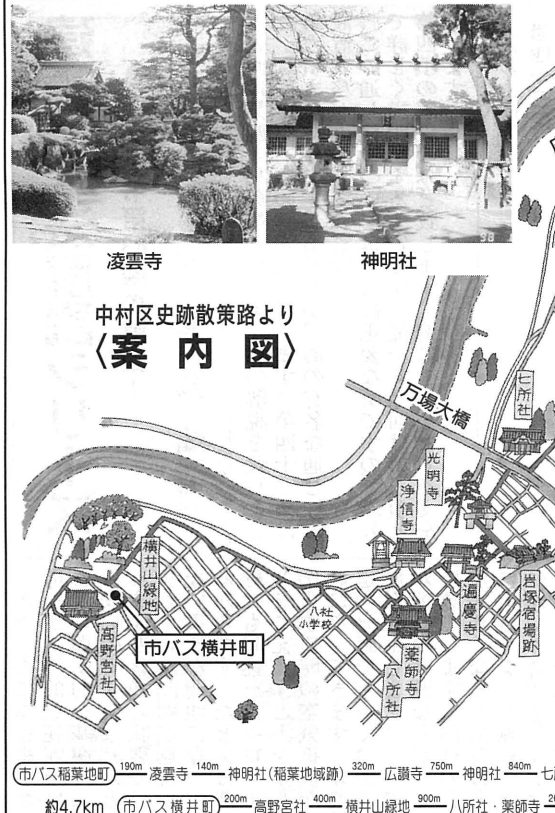 凌雲寺
神明社
中村区史跡散策路より
〈案内図〉
万場大橋
七所社
光明寺
浄信寺
横井山緑地
八社
小学校
遍慶寺
岩塚宿場跡
市バス横井町
高野宮社
薬師寺
八所社
市バス稲葉地町 190m 凌雲寺 140m 神明社(稲葉地域跡) 320m 広讃寺 750m 神明社 840m 七
約4.7km 市バス横井町 200m 高野宮社 400m 横井山緑地 900m 八所社・薬師寺